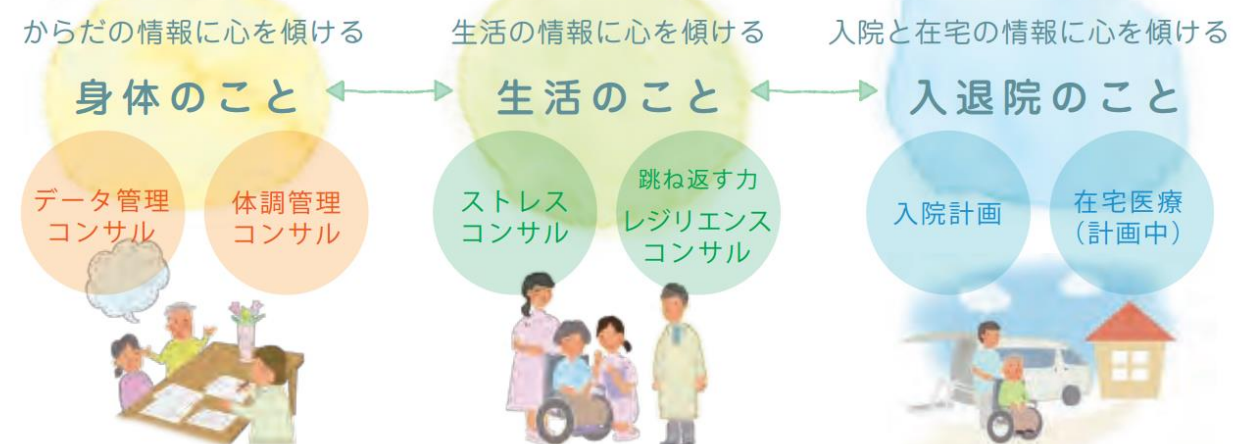 からだの情報に心を傾ける
身体のこと
データ管理
コンサル
体調管理
コンサル
生活の情報に心を傾ける
生活のこと
ストレス
コンサル
跳ね返す力
レジリエンス
コンサル
入院と在宅の情報に心を傾ける
入退院のこと
入院計画
在宅医療
（計画中）